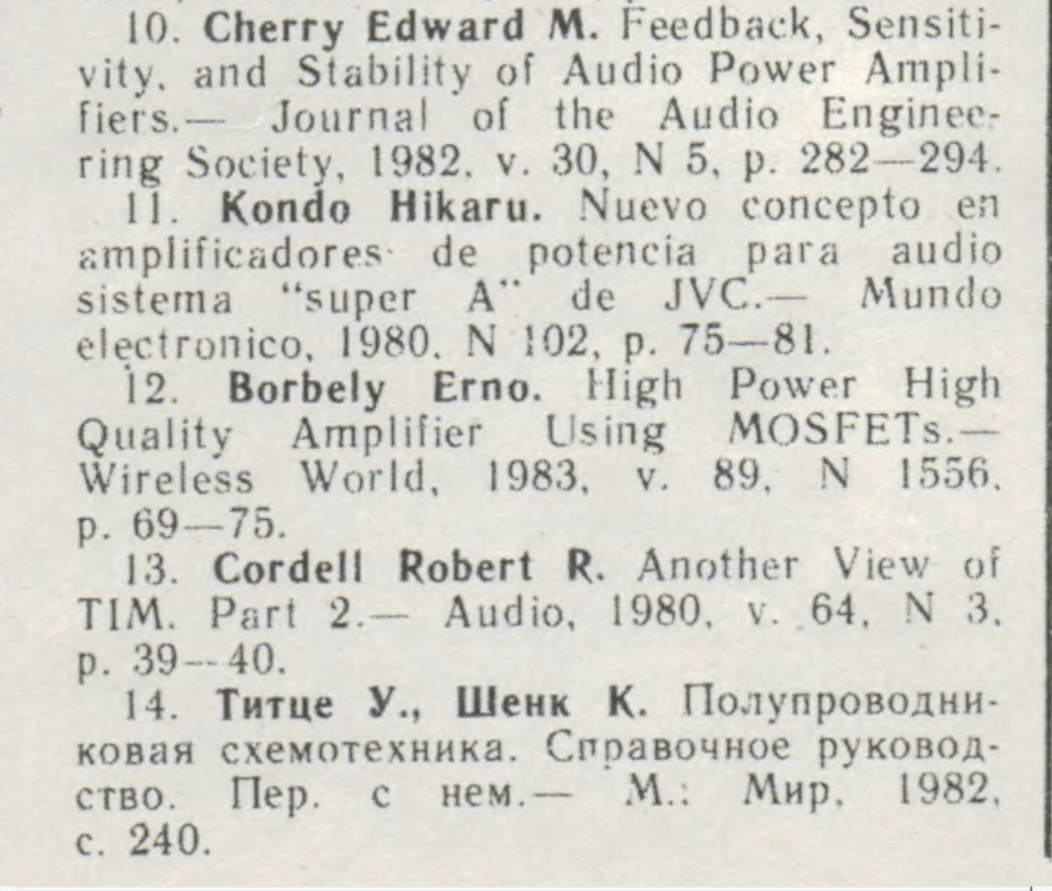 10. Cherry Edward M. Feedback, Sensiti-
vity, and Stability of Audio Power Ampli-
fiers.— Journal of the Audio Enginee-
ring Society, 1982, v. 30, N 5, p. 282—294.
11. Kondo Hikaru. Nuevo concepto en
amplificadores de potencia para audio
sistema “super A” de JVC.— Mundo
electronico, 1980, N 102, p. 75—81.
12. Borbely Erno. High Power High
Quality Amplifier Using MOSFETs.—
Wireless World, 1983, v. 89, N 1556,
p. 69—75.
13. Cordell Robert R. Another View of
TIM. Part 2.— Audio, 1980, v. 64, N 3,
p. 39—40.
14. Титце У., Шенк К. Полупроводни-
ковая схемотехника. Справочное руковод-
ство. Пер. с нем.— М.: Мир, 1982,
с. 240.